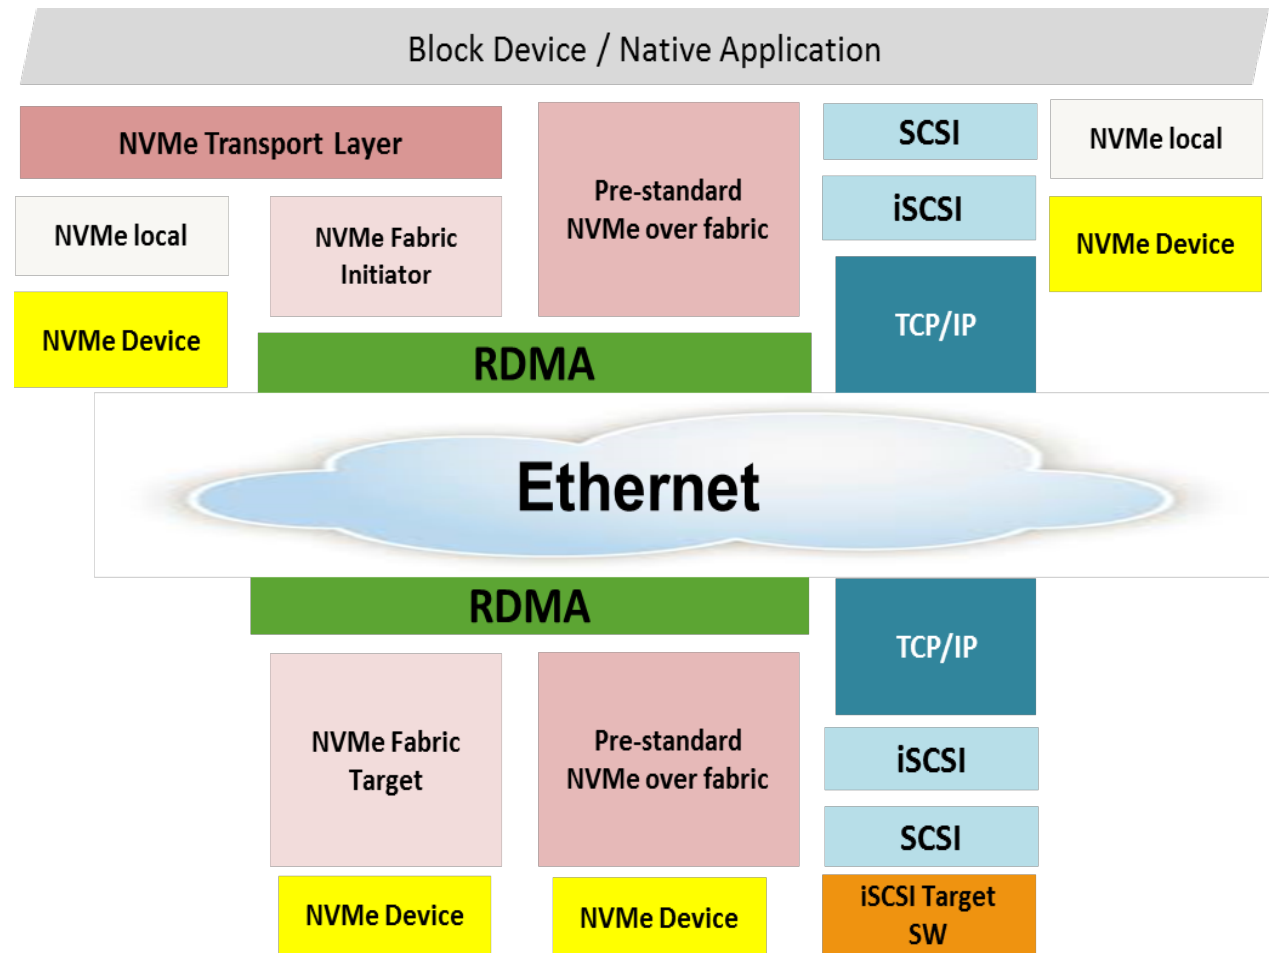 Block Device / Native Application
NVMe Transport Layer
NVMe local
NVMe Device
NVMe Fabric
Initiator
Pre-standard
NVMe over fabric
SCSI
iSCSI
TCP/IP
NVMe local
NVMe Device
RDMA
Ethernet
RDMA
TCP/IP
NVMe Fabric
Target
NVMe Device
Pre-standard
NVMe over fabric
NVMe Device
iSCSI
SCSI
iSCSI Target
SW